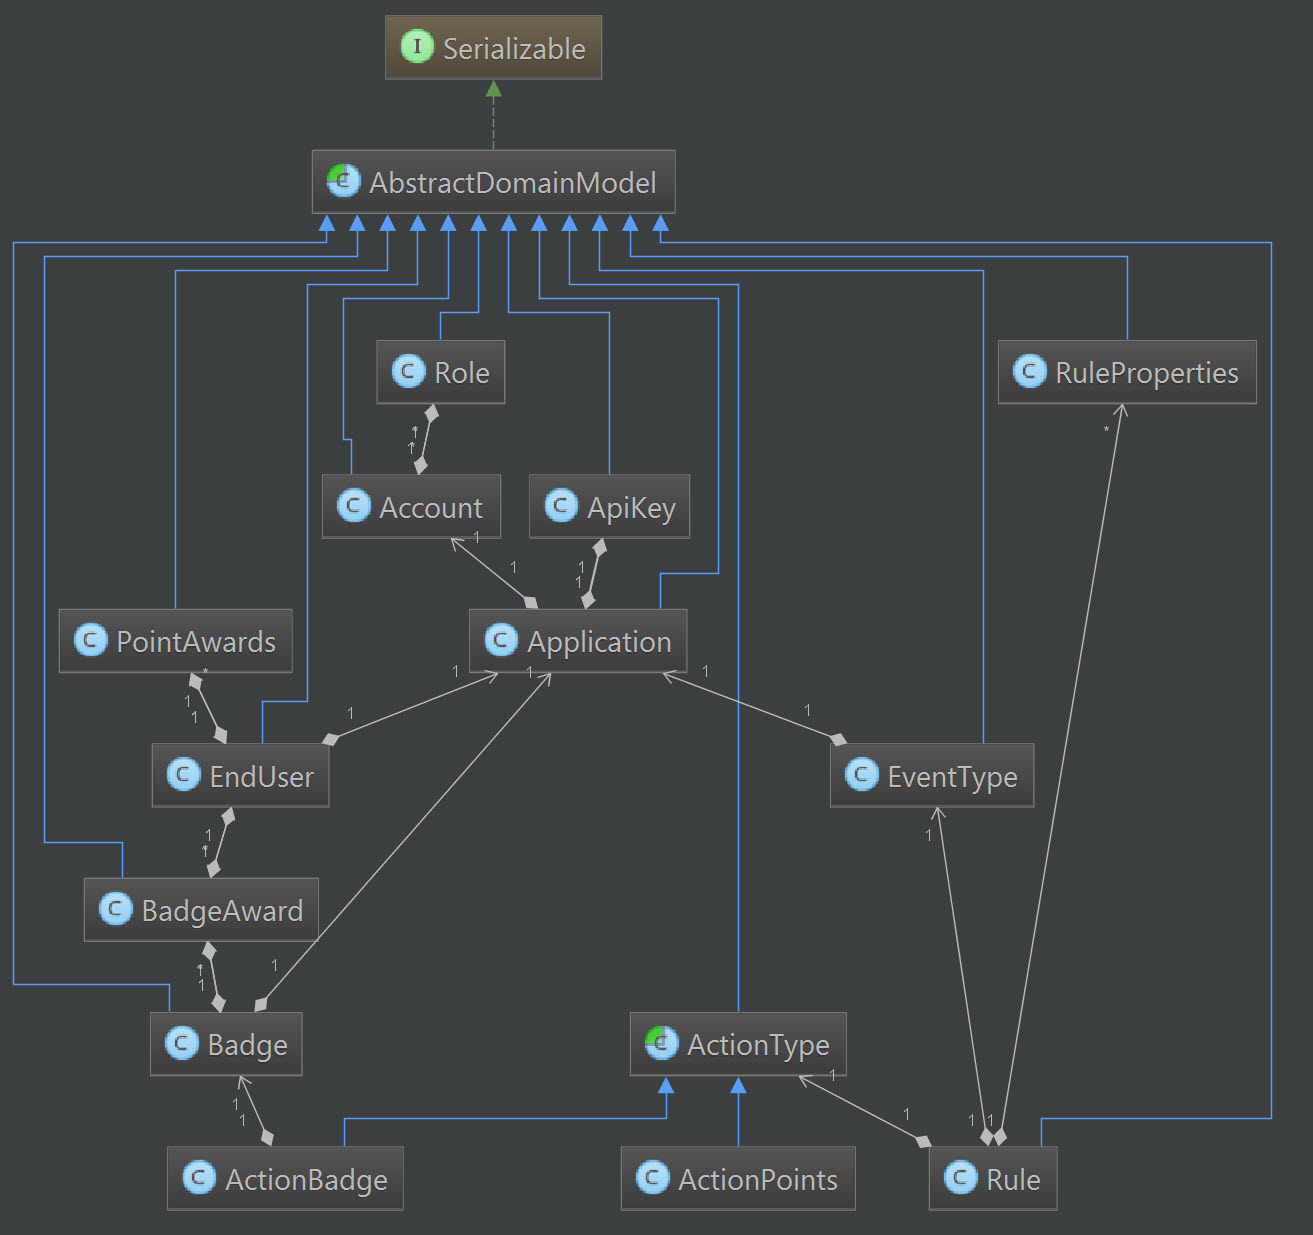 I Serializable
C AbstractDomainModel
C Role
C RuleProperties
*
*
1
*
C Account
C ApiKey
1
1
1
1
C PointAwards
C Application
*
1
1
1
1
1
1
1
C EndUser
C EventType
1
1
*
C BadgeAward
*
1
1
C Badge
C ActionType
1
1
1
1
1
1
C ActionBadge
C ActionPoints
C Rule